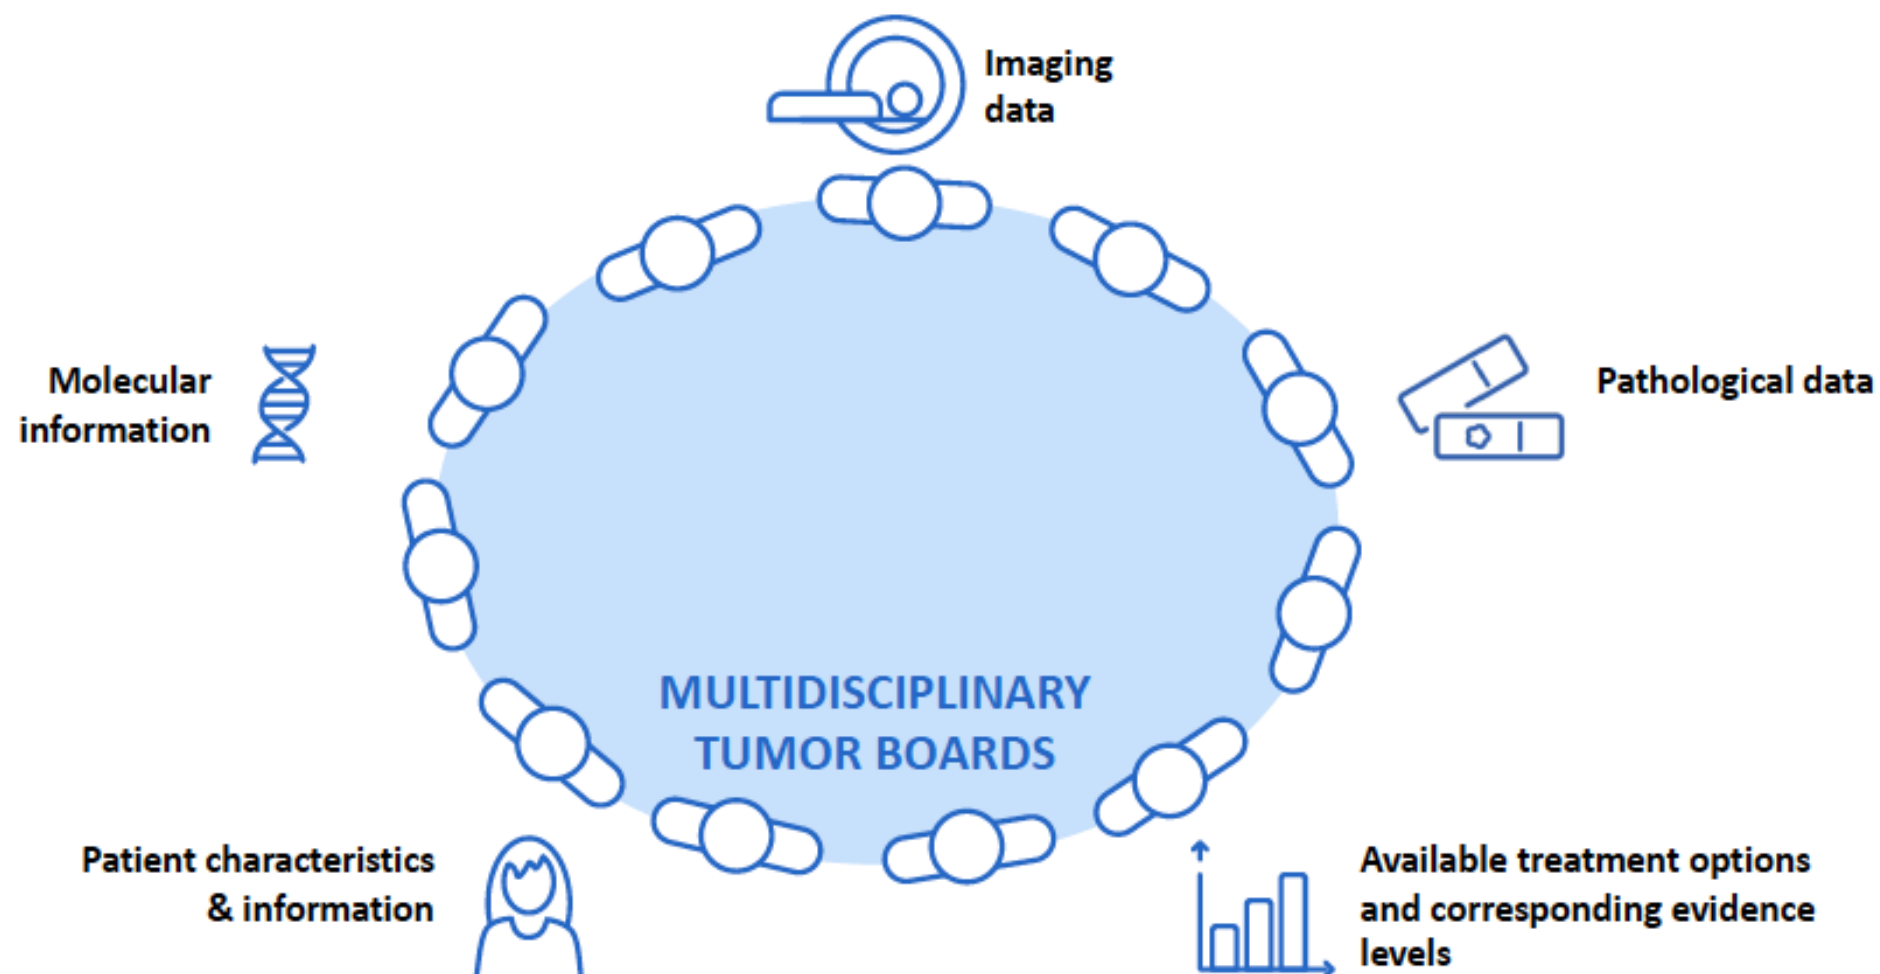 Imaging
data
Molecular
information
Pathological data
MULTIDISCIPLINARY
TUMOR BOARDS
Patient characteristics
& information
Available treatment options
and corresponding evidence
levels